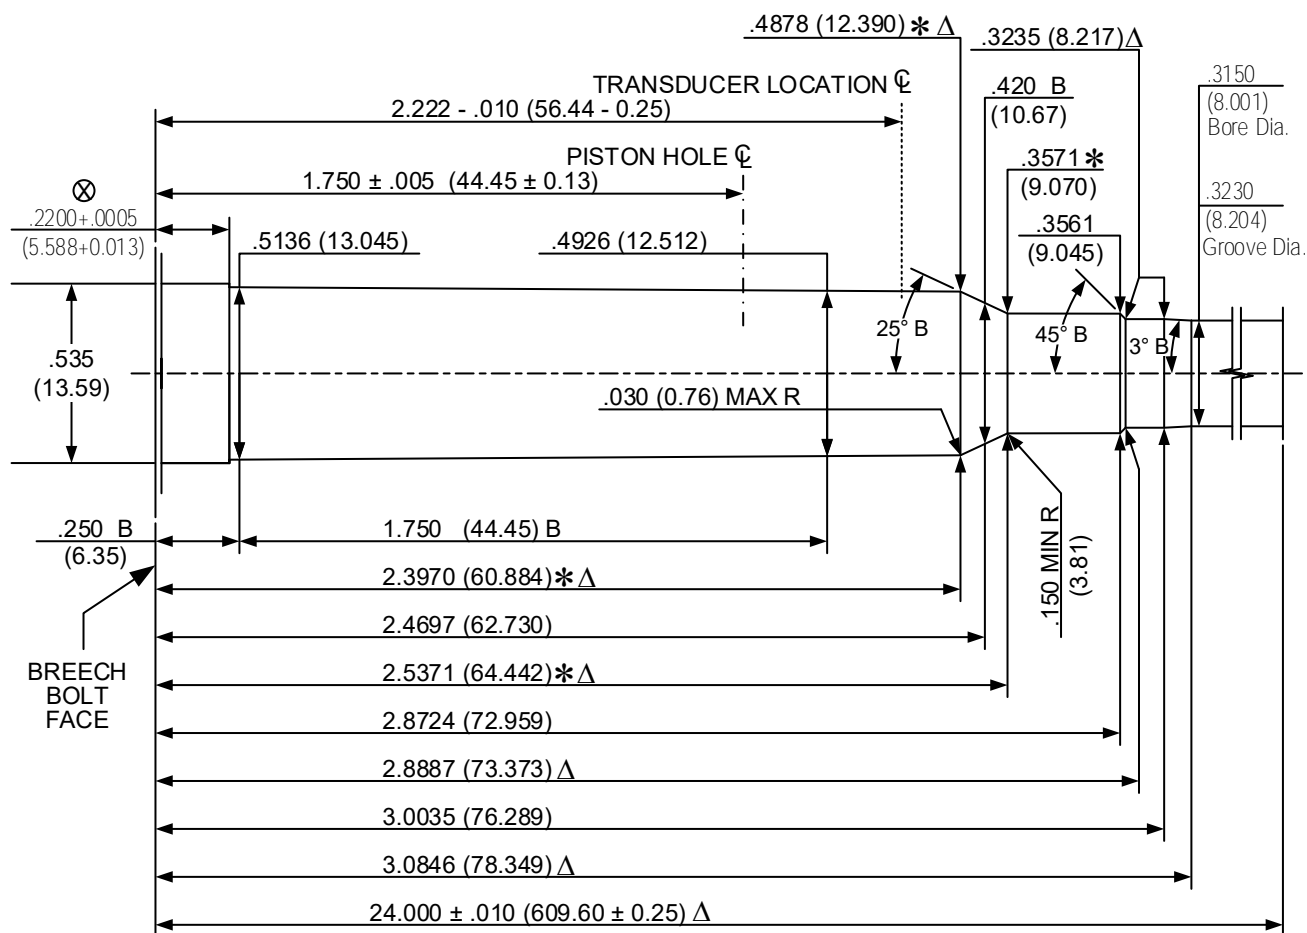 .4878 (12.390) * Δ
.3235 (8.217) Δ
TRANSDUCER LOCATION ℄
2.222 - .010 (56.44 - 0.25)
.420 B
(10.67)
.3150
(8.001)
Bore Dia.
PISTON HOLE ℄
1.750 ± .005 (44.45 ± 0.13)
.3571 *
(9.070)
⊗
.2200+.0005
(5.588+0.013)
.5136 (13.045)
.4926 (12.512)
.3561
(9.045)
.3230
(8.204)
Groove Dia.
25° B
45° B
3° B
.535
(13.59)
.030 (0.76) MAX R
.250 B
(6.35)
1.750 (44.45) B
.150 MIN R
(3.81)
2.3970 (60.884) * Δ
2.4697 (62.730)
BREECH
BOLT
FACE
2.5371 (64.442) * Δ
2.8724 (72.959)
2.8887 (73.373) Δ
3.0035 (76.289)
3.0846 (78.349) Δ
24.000 ± .010 (609.60 ± 0.25) Δ